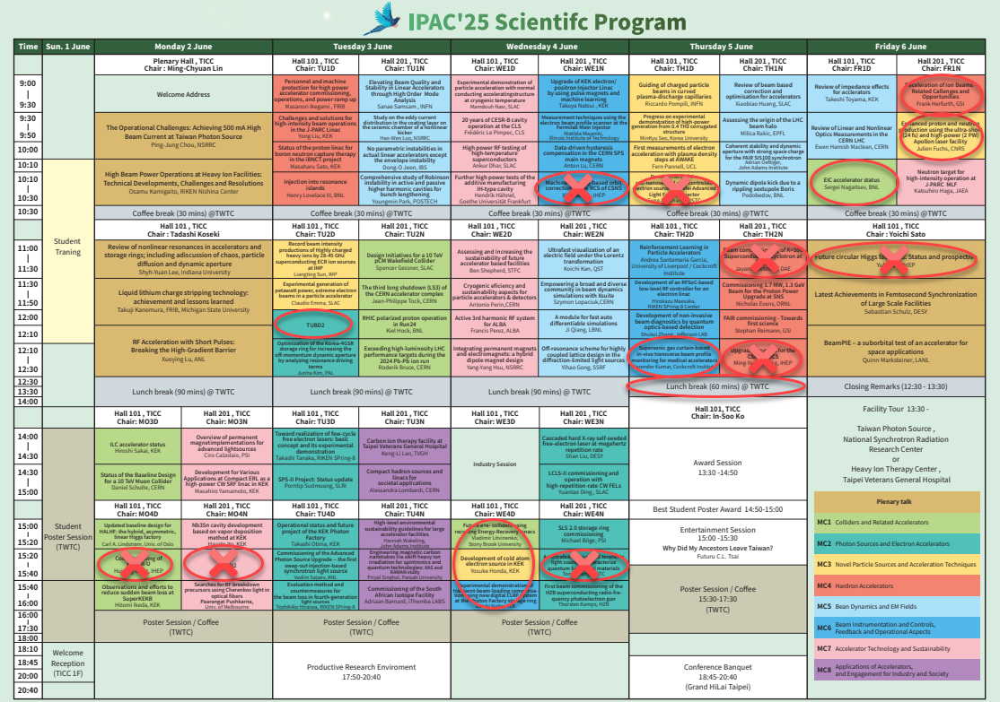 IPAC'25 Scientifc Program
Time
Sun. 1 June
Monday 2 June
Tuesday 3 June
Wednesday 4 June
Thursday 5 June
Friday 6 June
Plenary Hall , TICC
Chair : Ming-Chyuan Lin
Hall 101 , TICC
Chair: TU1D
Hall 201 , TICC
Chair: TU1N
Hall 101 , TICC
Chair: WE1D
Hall 201 , TICC
Chair: WE1N
Hall 101 , TICC
Chair: TH1D
Hall 201 , TICC
Chair: TH1N
Hall 101 , TICC
Chair: FR1D
Hall 201 , TICC
Chair: FR1N
9:00
|
9:30
Welcome Address
Personnel and machine
protection for high power
accelerator commissioning,
operations, and power ramp up
Masanori Ikegami , FRIB
Elevating Beam Quality and
Stability in Linear Accelerators
through High Order Mode
Analysis
Sanae Samsam , INFN
Experimental demonstration of
particle acceleration with normal
conducting acceleratingstructure
at cryogenic temperature
Mamdouh Nasr, SLAC
Upgrade of KEK electron/
positron injector Linac
by using pulse magnets and
machine learning
Takuya Natsui , KEK
Guiding of charged particle
beams in curved
plasma-discharge capillaries
Riccardo Pompili, INFN
Review of beam based
correction and
optimisation for accelerators
Xiaobiao Huang, SLAC
Review of impedance effects
for acclerators
Takeshi Toyama, KEK
Acceleration of Ion Beams -
Related Callenges and
Opportunities
Frank Herfurth, GSI
9:30
|
9:50
The Operational Challenges: Achieving 500 mA High
Beam Current at Taiwan Photon Source
Ping-Jung Chou, NSRRC
Challenges and solutions for
high-intensity beam operations
in the J-PARC Linac
Yong Liu, KEK
Study on the eddy current
distribution in the coating layer on
the ceramic chamber of a nonlinear
kicker
Hao-Wen Luo, NSRRC
20 years of CESR-B cavity
operation at the CLS
Frédéric Le Pimpec, CLS
Measurement techniques using the
electron beam profile scanner at the
Fermilab Main Injector
Illinois Institute of Technology
Progress on experimental
demonstration of high-power
generation from 0.4 THz corrugated
structure
MinKyu Seo, Korea University
Assessing the origin of the LHC
beam halo
Milica Rakic, EPFL
Review of Linear and Nonlinear
Optics Measurements in the
CERN LHC
Ewen Hamish Maclean, CERN
Enhanced proton and neutron
production using the ultra-short
(24 fs) and high-power (2 PW)
Apollon laser facility
Julien Fuchs, CNRS
10:00
Status of the proton linac for
boron neutron capture therapy
in the iBNCT project
Masaharu Sato, KEK
No parametric instabilities in
actual linear accelerators except
the envelope instability
Dong-O Jeon, IBS
High power RF testing of
high-temperature
superconductors
Ankur Dhar, SLAC
Data-driven hysteresis
compensation in the CERN SPS
main magnets
Anton Lu, CERN
First measurements of electron
acceleration with plasma density
steps at AWAKE
Fern Pannell, UCL
Coherent stability and dynamic
aperture with strong space charge
for the FAIR SIS100 synchrotron
Adrian Oeftiger,
John Adams Institute
10:10
10:10
|
10:30
High Beam Power Operations at Heavy Ion Facilities:
Technical Developments, Challenges and Resolutions
Osamu Kamigaito, RIKEN Nishina Center
Injection into resonance
islands
Henry Lovelace III, BNL
Comprehensive study of Robinson
instability in active and passive
higher harmonic cavities for
bunch lengthening
Youngmin Park, POSTECH
Further high power tests of the
additive manufacturing
IH-type cavity
Hendrik Hähnel,
Goethe Universität Frankfurt
based orbit
RCS of CSNS
IHEP
Dynamic dipole kick due to a
rippling sextupole Bori
Podobedov, BNL
EIC accelerator status
Sergei Nagaitsev, BNL
Neutron target for
high-intensity operation at
J-PARC MLF
Katsuhiro Haga, JAEA
10:30
Coffee break (30 mins) @TWTC
Coffee break (30 mins) @TWTC
Coffee break (30 mins) @TWTC
Coffee break (30 mins) @TWTC
Coffee break (30 mins) @TWTC
Student
Traning
Hall 101 , TICC
Chair : Tadashi Koseki
Hall 101 , TICC
Chair: TU2D
Hall 201 , TICC
Chair: TU2N
Hall 101 , TICC
Chair: WE2D
Hall 201 , TICC
Chair: WE2N
Hall 101 , TICC
Chair: TH2D
Hall 201 , TICC
Chair: TH2N
Hall 101 , TICC
Chair : Yoichi Sato
11:00
|
11:30
Review of nonlinear resonances in accelerators and
storage rings; including adiscussion of chaos, particle
diffusion and dynamic aperture
Shyh-Yuan Lee, Indiana University
Record beam intensity
productions of Highly charged
heavy ions by 28-45 GHz
superconducting ECR ion sources
at IMP
Liangting Sun, IMP
Design Initiatives for a 10 TeV
pCM Wakefield Collider
Spencer Gessner, SLAC
Assessing and Increasing the
sustainability of future
accelerator based facilities
Ben Shepherd, STFC
Ultrafast visualization of an
electric field under the Lorentz
transformation
Koichi Kan, QST
Reinforcement Learning in
Particle Accelerators
Andrea Santamaria Garcia,
University of Liverpool / Cockcroft
Institute
Future circular Higgs Status and prospective
IHEP
11:30
|
11:50
Liquid lithium charge stripping technology:
achievement and lessons learned
Takuji Kanemura, FRIB, Michigan State University
Experimental generation of
petawatt power, extreme electron
beams in a particle accelerator
Claudio Emma, SLAC
The third long shutdown (LS3) of
the CERN accelerator complex
Jean-Philippe Tock, CERN
Cryogenic eficiency and
sustainability aspects for
particle accelerators & detectors
Antonio Perin,CERN
Empowering a broad and diverse
community in beam dynamics
simulations with Xsuite
Szymon Lopaciuk,CERN
Development of an RFSoC-based
low-level RF controller for an
electron linac
Hirokazu Maesaka,
RIKEN SPring-8 Center
Commissioning 1.7 MW, 1.3 GeV
Beam for the Proton Power
Upgrade at SNS
Nicholas Evans, ORNL
Latest Achievements in Femtosecond Synchronization
of Large Scale Facilities
Sebastian Schulz, DESY
12:00
TUBD2
RHIC polarized proton operation
in Run24
Kiel Hock, BNL
Active 3rd harmonic RF system
for ALBA
Francis Perez, ALBA
A module for fast auto
differentiable simulations
Ji Qiang, LBNL
Development of non-invasive
beam diagnostics by quantum
optics-based detection
Shukui Zhang, Jefferson LAB
FAIR commissioning - Towards
first science
Stephan Reimann, GSI
12:10
12:10
|
12:30
RF Acceleration with Short Pulses:
Breaking the High-Gradient Barrier
Xueying Lu, ANL
Optimization of the Korea-4GSR
storage ring for increasing the
off-momentum dynamic aperture
by analyzing resonance driving
terms
Junha Kim, PAL
Exceeding high-luminosity LHC
performance targets during the
2024 Pb-Pb ion run
Roderik Bruce, CERN
Integrating permanent magnets
and electromagnets: a hybrid
dipole magnet design
Yang-Yang Hsu, NSRRC
Off-resonance scheme for highly
coupled lattice design in the
diffraction-limited light sources
Yihao Gong, SSRF
Supersonic gas curtain-based
in-vivo transverse beam profile
monitoring for medical accelerators
Narender Kumar, Cockcroft Institute
BeamPIE – a suborbital test of an accelerator for
space applications
Quinn Marksteiner, LANL
12:30
13:30
14:00
Lunch break (90 mins) @ TWTC
Lunch break (90 mins) @ TWTC
Lunch break (90 mins) @ TWTC
Lunch break (60 mins) @ TWTC
Closing Remarks (12:30 - 13:30)
Hall 101 , TICC
Chair: MO3D
Hall 201 , TICC
Chair: MO3N
Hall 101 , TICC
Chair: TU3D
Hall 201 , TICC
Chair: TU3N
Hall 101 , TICC
Chair: WE3D
Hall 201 , TICC
Chair: WE3N
Hall 101, TICC
Chair: In-Soo Ko
Facility Tour 13:30 -
Taiwan Photon Source ,
National Synchrotron Radiation
Research Center
or
Heavy Ion Therapy Center ,
Taipei Veterans General Hospital
14:00
|
14:30
ILC accelerator status
Hiroshi Sakai, KEK
Overview of permanent
magnetimplementations for
advanced lightsources
Ciro Calzolaio, PSI
Toward realization of few-cycle
free electron lasers: basic
concept and its experimental
demonstration
Takashi Tanaka, RIKEN SPring-8
Carbon ion therapy facility at
Taipei Veterans General Hospital
Keng-Li Lan, TVGH
Industry Session
Cascaded hard X-ray self-seeded
free-electron laser at megahertz
repetition rate
Shan Liu, DESY
Award Session
13:10 -14:50
14:30
|
15:00
Status of the Baseline Design
for a 10 TeV Muon Collider
Daniel Schulte, CERN
Development for Various
Applications at Compact ERL as a
high-power CW SRF linac in KEK
Masahiro Yamamoto, KEK
SPS-II Project: Status update
Porntip Sudmuang, SLRI
Compact hadron sources and
linacs for
societal applications
Alessandra Lombardi, CERN
LCLS-II commissioning and
operation with
high-repetition-rate CW FELs
Yuantao Ding , SLAC
Student
Poster Session
(TWTC)
Hall 101 , TICC
Chair: MO4D
Hall 201 , TICC
Chair: MO4N
Hall 101 , TICC
Chair: TU4D
Hall 201 , TICC
Chair: TU4N
Hall 101 , TICC
Chair: WE4D
Hall 201 , TICC
Chair: WE4N
Best Student Poster Award 14:50-15:00
15:00
|
15:20
Updated baseline design for
HALHF: the hybrid, asymmetric,
linear Higgs factory
Carl A. Lindstrøm, Univ. of Oslo
Nb3Sn cavity development
based on vapor deposition
method at KEK
Operational status and future
project of the KEK Photon
Factory
Takashi Obina, KEK
High-level environmental
sustainability guidelines for large
accelerator facilities
Hannah Wakeling,
John Adams Institute
Future e+e- colliders using
recycling Energy-Recovery linacs
Vladimir Litvinenko,
Stony Brook University
SLS 2.0 storage ring
commissioning
Michael Böge, PSI
Entertainment Session
15:00 -15:30
Why Did My Ancestors Leave Taiwan?
Futuru C.L. Tsai
15:20
|
15:40
IHEP
Commissioning of the Advanced
Photon Source Upgrade -- the first
swap-out injection-based
synchrotron light source
Vadim Sajaev, ANL
Engineering magnetic carbon
nanotubes via swift heavy ion
irradiation for spintronics and
quantum technologies: XAS and
RAMAN study
Priyal Singhal, Panjab University
Development of cold atom
electron source in KEK
Yosuke Honda, KEK
Poster Session
15:30-17:30
(TWTC)
15:40
|
16:00
Observations and efforts to
reduce sudden beam loss at
SuperKEKB
Hitomi Ikeda, KEK
Searches for RF breakdown
precursors using Cherenkov light in
optical fibers
Paarangat Pushkarna,
Univ. of Melbourne
Evaluation method and
countermeasures for
the beam loss in fourth-generation
light sources
Toshihiko Hiraiwa, RIKEN SPring-8
Commissioning of the South
African Isotope Facility
Adriaan Barnard, iThemba LABS
First beam commissioning of the
HZB superconducting radio-fre-
quency photoelectron gun
Thorsten Kamps, HZB
16:00
|
17:30
18:00
Poster Session / Coffee
(TWTC)
Poster Session / Coffee
(TWTC)
Poster Session / Coffee
(TWTC)
18:10
18:45
20:00
20:40
Welcome
Reception
(TICC 1F)
Productive Research Enviroment
17:50-20:40
Conference Banquet
18:45-20:40
(Grand HiLai Taipei)
Plenary talk
MC1 Colliders and Related Accelerators
MC2 Photon Sources and Electron Accelerators
MC3 Novel Particle Sources and Acceleration Techniques
MC4 Hardron Accelerators
MC5 Bean Dynamics and EM Fields
MC6 Beam Instrumentation and Controls,
Feedback and Operational Aspects
MC7 Accelerator Technology and Sustainability
MC8 Applications of Accelerators,
and Engagement for Industry and Society